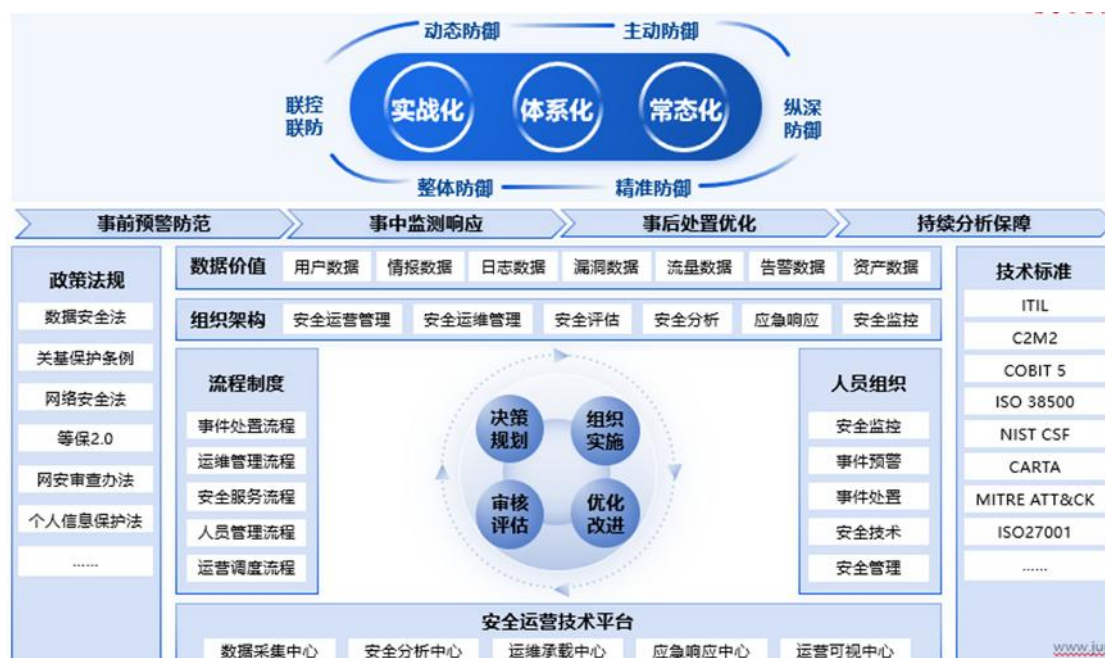 动态防御
主动防御
联控
联防
实战化
体系化
常态化
纵深
防御
整体防御
精准防御
事前预警防范
事中监测响应
事后处置优化
持续分析保障
政策法规
数据安全法
关基保护条例
网络安全法
等保2.0
网安审查办法
个人信息保护法
......
数据价值 用户数据 情报数据 日志数据 漏洞数据 流量数据 告警数据 资产数据
组织架构 安全运营管理 安全运维管理 安全评估 安全分析 应急响应 安全监控
流程制度
事件处置流程
运维管理流程
安全服务流程
人员管理流程
运营调度流程
决策
规划
组织
实施
审核
评估
优化
改进
人员组织
安全监控
事件预警
事件处置
安全技术
安全管理
技术标准
ITIL
C2M2
COBIT 5
ISO 38500
NIST CSF
CARTA
MITRE ATT&CK
ISO27001
......
安全运营技术平台
数据采集中心 安全分析中心 运维承载中心 应急响应中心 运营可视中心